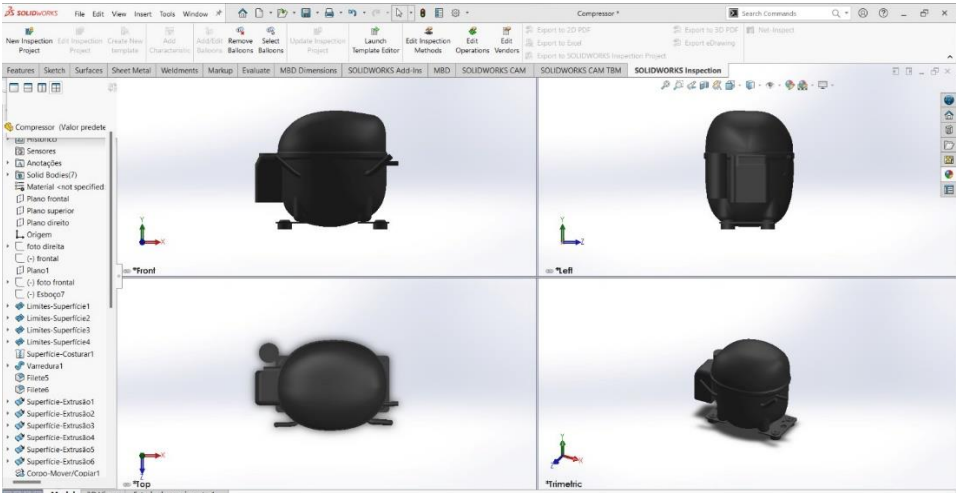 SOLIDWORKS File Edit View Insert Tools Window Compressor * Search Commands
New Inspection Project Edit Inspection Project Create New template Add Characteristic Add/Edit Balloons Remove Balloons Select Balloons Update Inspection Project Launch Template Editor Edit Inspection Methods Edit Operations Edit Vendors
Export to 2D PDF Export to 3D PDF Net-Inspect
Export to Excel Export eDrawing
Export to SOLIDWORKS Inspection Project
Features Sketch Surfaces Sheet Metal Weldments Markup Evaluate MBD Dimensions SOLIDWORKS Add-Ins MBD SOLIDWORKS CAM SOLIDWORKS CAM TBM SOLIDWORKS Inspection
Compressor (Valor predete
Histórico
Sensores
Anotações
Solid Bodies(7)
Material <not specified
Plano frontal
Plano superior
Plano direito
Origem
foto direita
(-) frontal
Plano1
(-) foto frontal
(-) Esboço7
Limites-Superfície1
Limites-Superfície2
Limites-Superfície3
Limites-Superfície4
Superfície-Costurar1
Varredura1
Filete5
Filete6
Superfície-Extrusão1
Superfície-Extrusão2
Superfície-Extrusão3
Superfície-Extrusão4
Superfície-Extrusão5
Superfície-Extrusão6
Corpo-Mover/Copiar1
Y
X
*Front
Y
Z
*Left
X
Z
*Top
Y
Z
X
*Trimetric